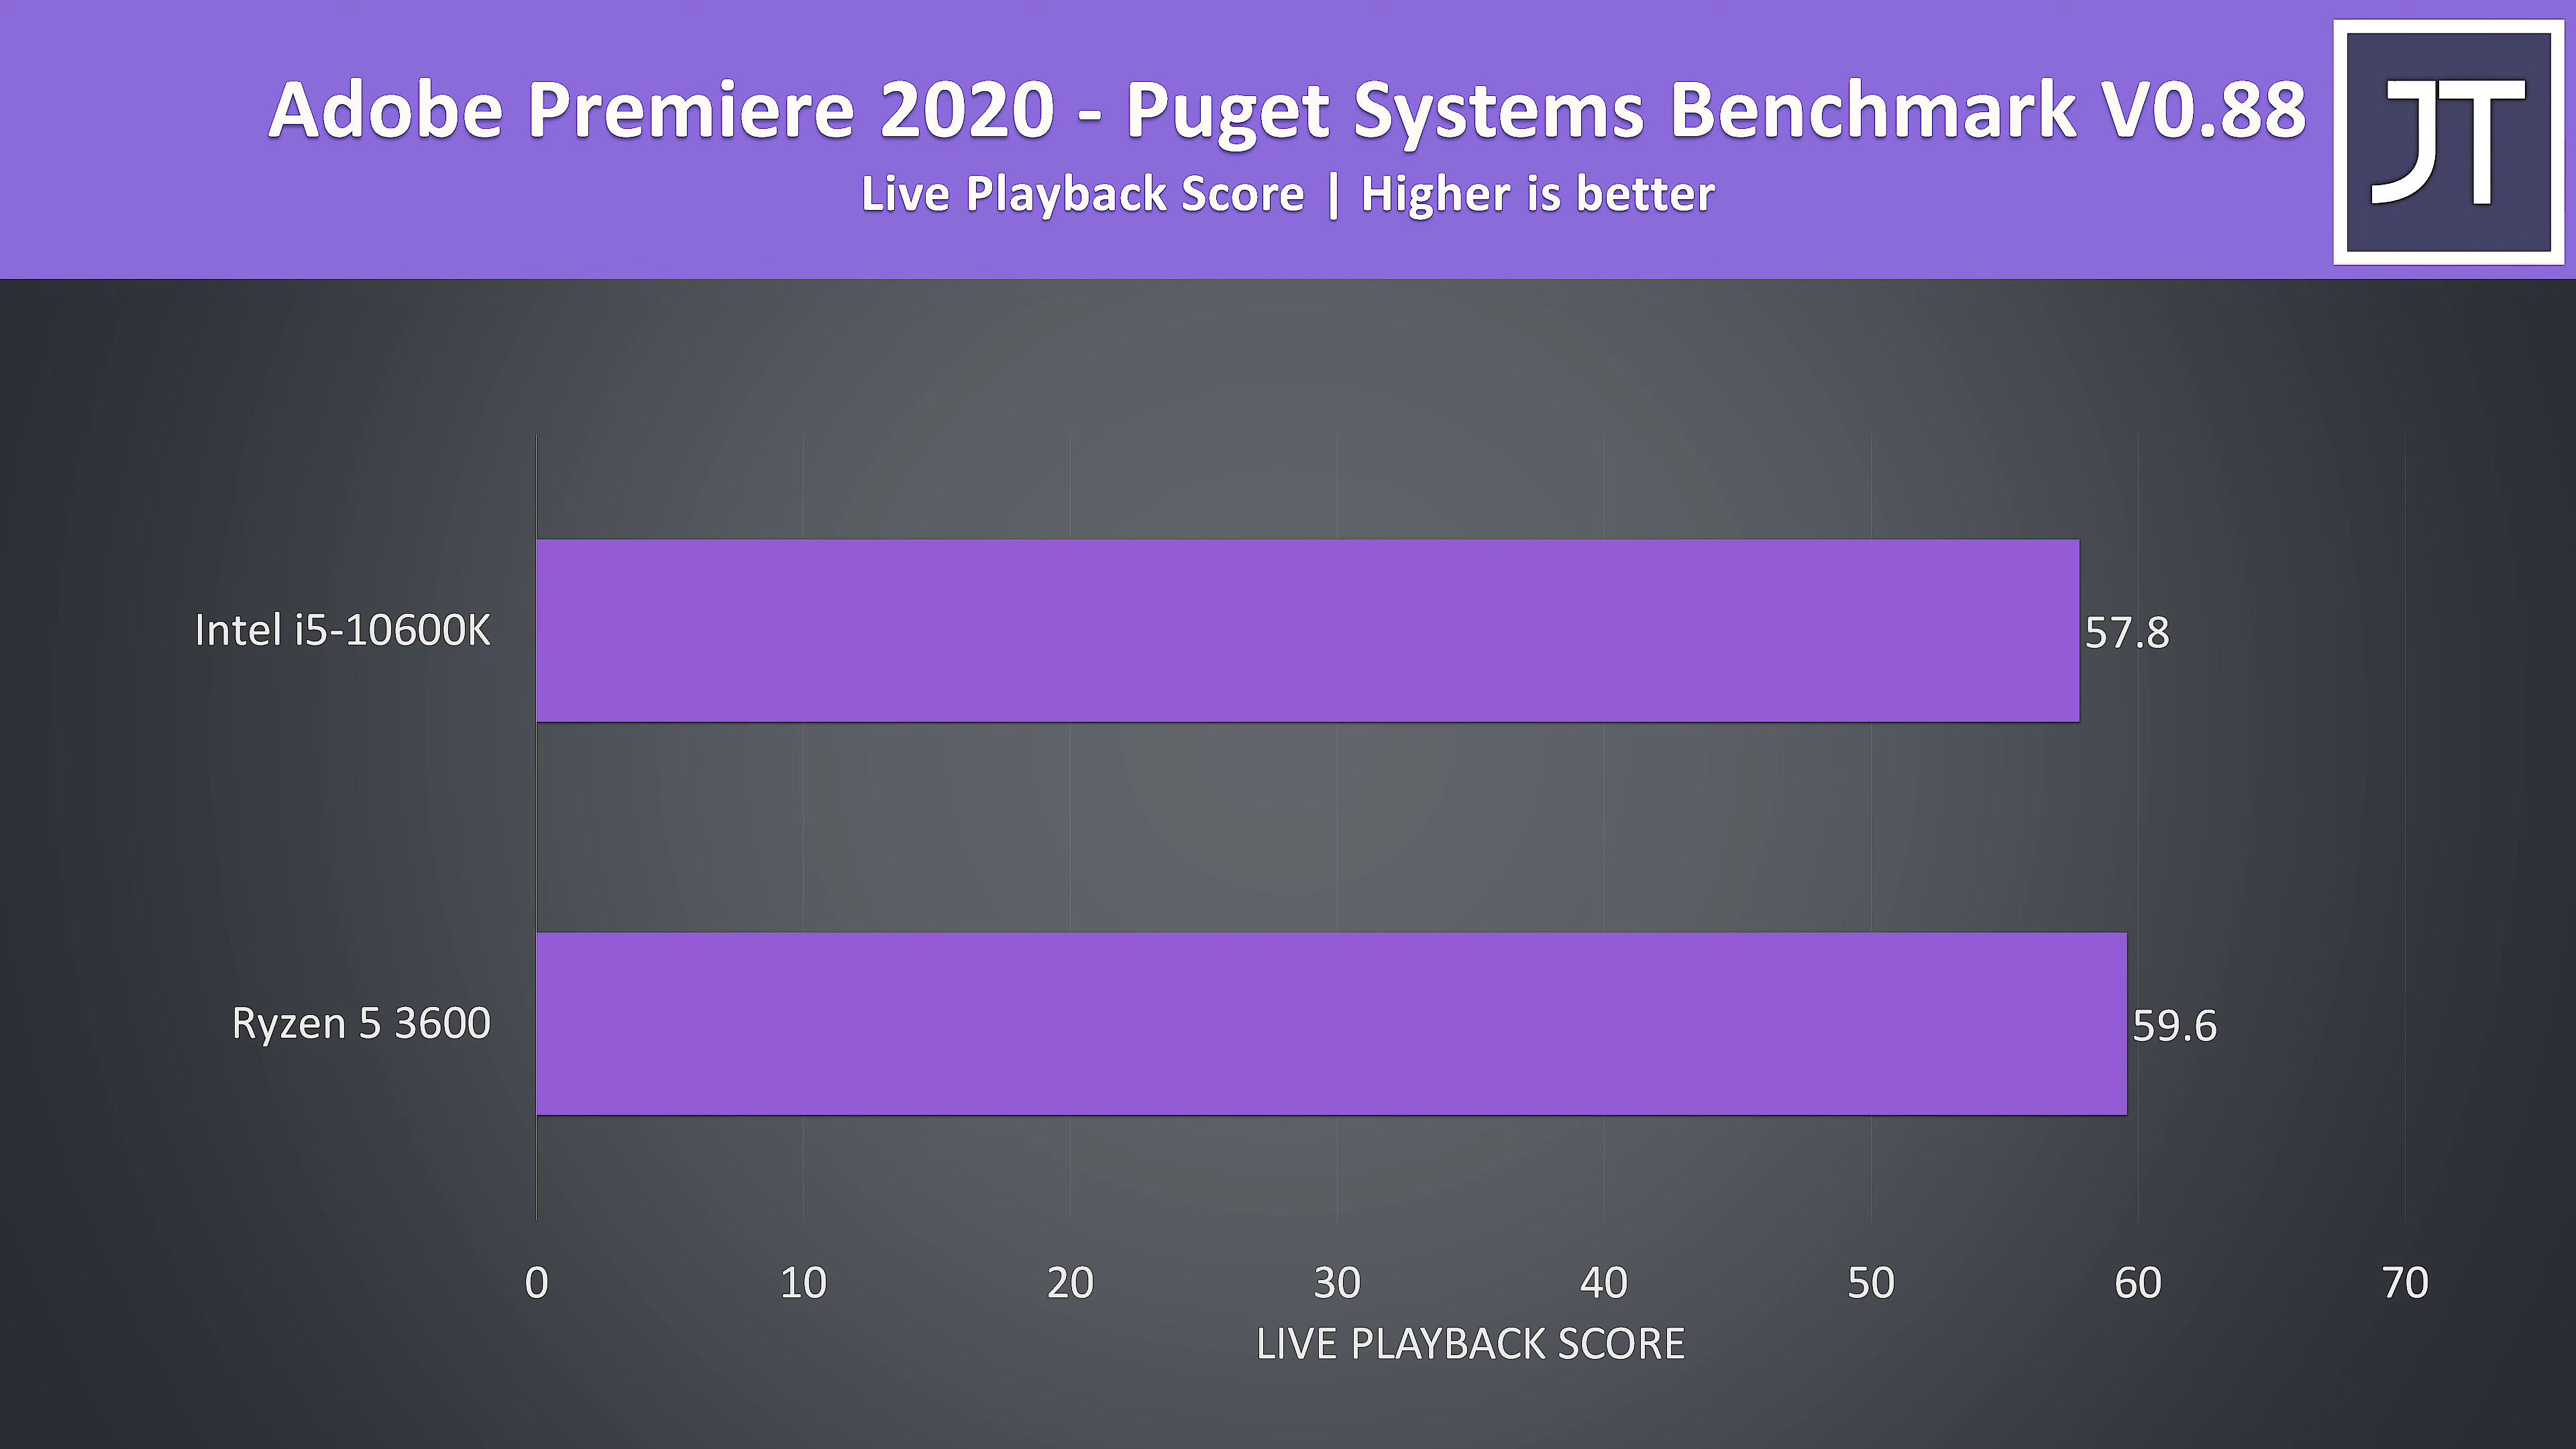 Adobe Premiere 2020 - Puget Systems Benchmark V0.88
Live Playback Score | Higher is better
JT
Intel i5-10600K
57.8
Ryzen 5 3600
59.6
0 10 20 30 40 50 60 70
LIVE PLAYBACK SCORE